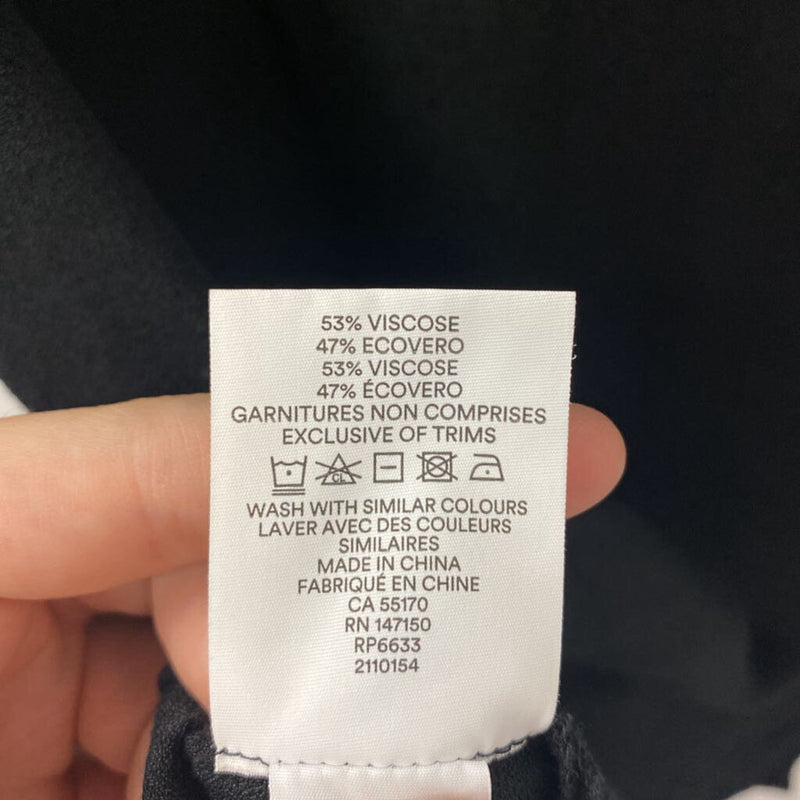 53% VISCOSE
47% ECOVERO
53% VISCOSE
47% ÉCOVERO
GARNITURES NON COMPRISES
EXCLUSIVE OF TRIMS
CL
WASH WITH SIMILAR COLOURS
LAVER AVEC DES COULEURS
SIMILAIRES
MADE IN CHINA
FABRIQUÉ EN CHINE
CA 55170
RN 147150
RP6633
2110154